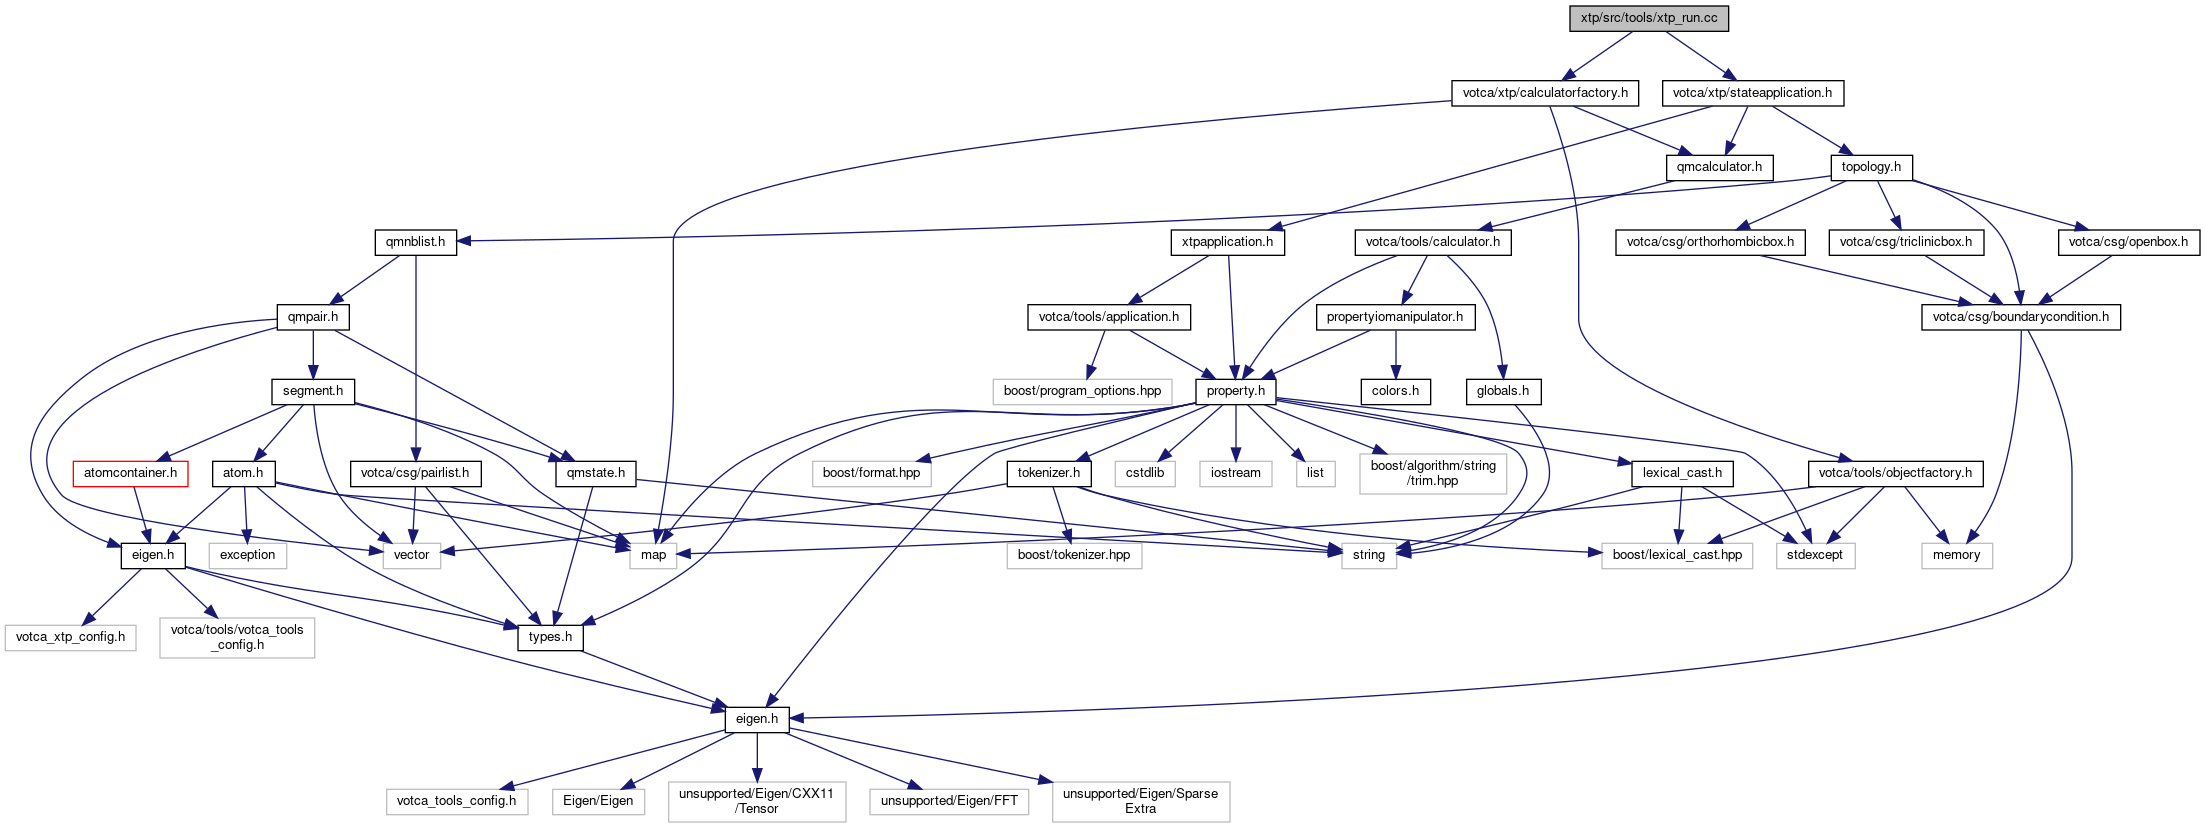 xtp/src/tools/xtp_run.cc
votca/xtp/calculatorfactory.h
votca/xtp/stateapplication.h
qmcalculator.h
topology.h
qmnblist.h
xtpapplication.h
votca/tools/calculator.h
votca/csg/orthorhombicbox.h
votca/csg/triclinicbox.h
votca/csg/openbox.h
qmpair.h
votca/tools/application.h
propertyiomanipulator.h
votca/csg/boundarycondition.h
segment.h
boost/program_options.hpp
property.h
colors.h
globals.h
atomcontainer.h
atom.h
votca/csg/pairlist.h
qmstate.h
boost/format.hpp
tokenizer.h
cstdlib
iostream
list
boost/algorithm/string
/trim.hpp
lexical_cast.h
votca/tools/objectfactory.h
eigen.h
exception
vector
map
boost/tokenizer.hpp
string
boost/lexical_cast.hpp
stdexcept
memory
votca_xtp_config.h
votca/tools/votca_tools
_config.h
types.h
eigen.h
votca_tools_config.h
Eigen/Eigen
unsupported/Eigen/CXX11
/Tensor
unsupported/Eigen/FFT
unsupported/Eigen/Sparse
Extra